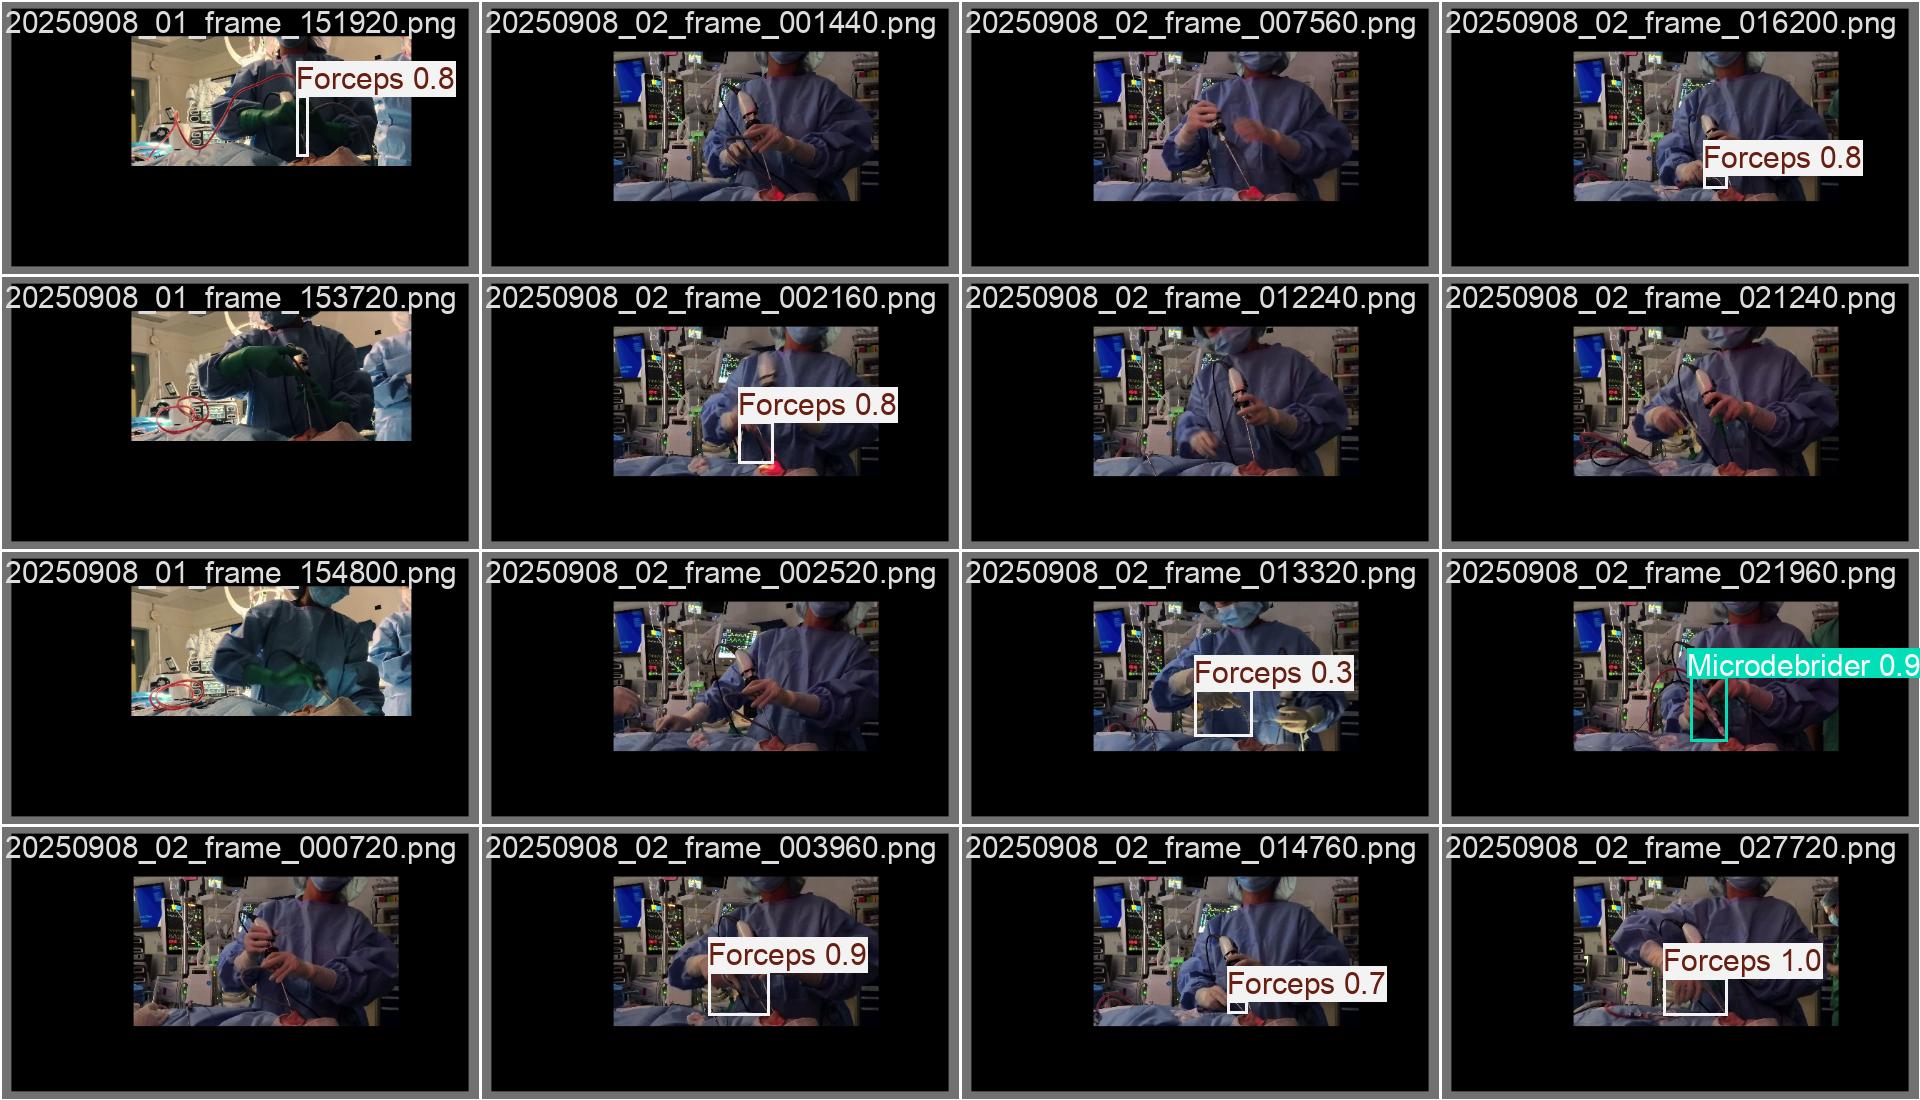 20250908_01_frame_151920.png
Forceps 0.8
20250908_02_frame_001440.png
20250908_02_frame_007560.png
20250908_02_frame_016200.png
Forceps 0.8
20250908_01_frame_153720.png
20250908_02_frame_002160.png
Forceps 0.8
20250908_02_frame_012240.png
20250908_02_frame_021240.png
20250908_01_frame_154800.png
20250908_02_frame_002520.png
20250908_02_frame_013320.png
Forceps 0.3
20250908_02_frame_021960.png
Microdebrider 0.9
20250908_02_frame_000720.png
20250908_02_frame_003960.png
Forceps 0.9
20250908_02_frame_014760.png
Forceps 0.7
20250908_02_frame_027720.png
Forceps 1.0